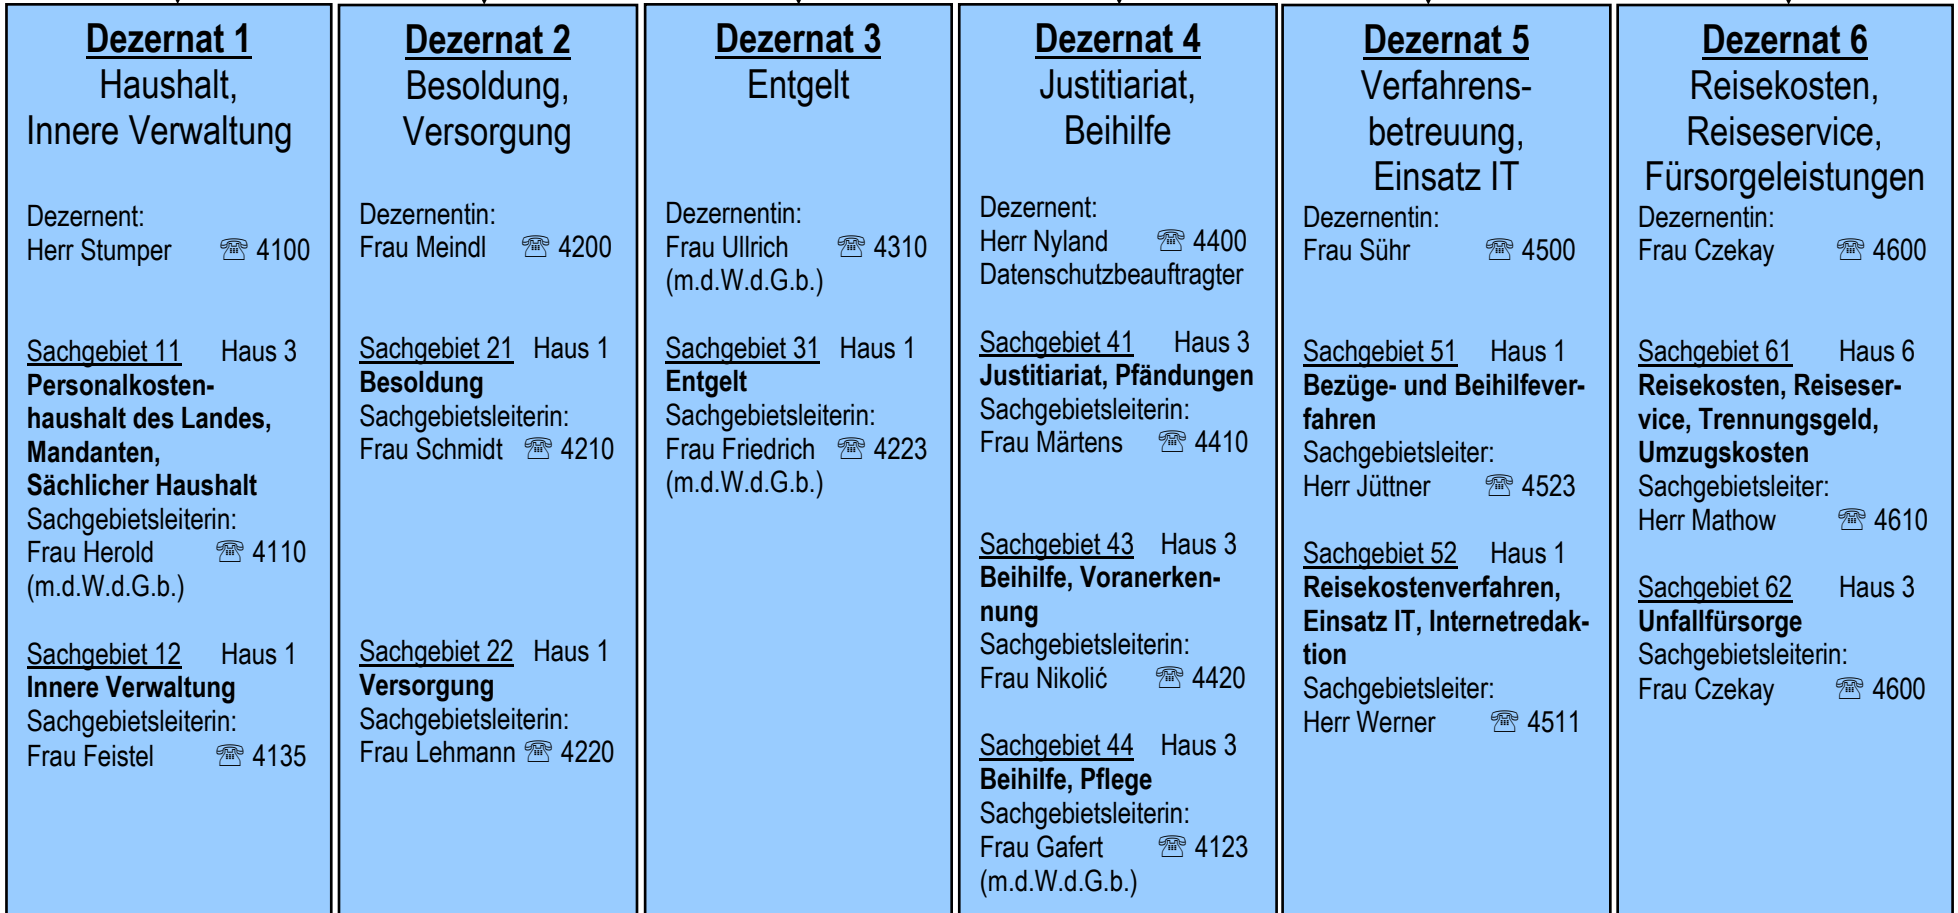 Dezernat 1
Haushalt,
Innere Verwaltung
Dezernent:
Herr Stumper ☏ 4100
Sachgebiet 11 Haus 3
Personalkosten-
haushalt des Landes,
Mandanten,
Sächlicher Haushalt
Sachgebietsleiterin:
Frau Herold ☏ 4110
(m.d.W.d.G.b.)
Sachgebiet 12 Haus 1
Innere Verwaltung
Sachgebietsleiterin:
Frau Feistel ☏ 4135
Dezernat 2
Besoldung,
Versorgung
Dezernentin:
Frau Meindl ☏ 4200
Sachgebiet 21 Haus 1
Besoldung
Sachgebietsleiterin:
Frau Schmidt ☏ 4210
Sachgebiet 22 Haus 1
Versorgung
Sachgebietsleiterin:
Frau Lehmann ☏ 4220
Dezernat 3
Entgelt
Dezernentin:
Frau Ullrich ☏ 4310
(m.d.W.d.G.b.)
Sachgebiet 31 Haus 1
Entgelt
Sachgebietsleiterin:
Frau Friedrich ☏ 4223
(m.d.W.d.G.b.)
Dezernat 4
Justitiariat,
Beihilfe
Dezernent:
Herr Nyland ☏ 4400
Datenschutzbeauftragter
Sachgebiet 41 Haus 3
Justitiariat, Pfändungen
Sachgebietsleiterin:
Frau Märtens ☏ 4410
Sachgebiet 43 Haus 3
Beihilfe, Voranerken-
nung
Sachgebietsleiterin:
Frau Nikolić ☏ 4420
Sachgebiet 44 Haus 3
Beihilfe, Pflege
Sachgebietsleiterin:
Frau Gafert ☏ 4123
(m.d.W.d.G.b.)
Dezernat 5
Verfahrens-
betreuung,
Einsatz IT
Dezernentin:
Frau Sühr ☏ 4500
Sachgebiet 51 Haus 1
Bezüge- und Beihilfever-
fahren
Sachgebietsleiter:
Herr Jüttner ☏ 4523
Sachgebiet 52 Haus 1
Reisekostenverfahren,
Einsatz IT, Internetredak-
tion
Sachgebietsleiter:
Herr Werner ☏ 4511
Dezernat 6
Reisekosten,
Reiseservice,
Fürsorgeleistungen
Dezernentin:
Frau Czekay ☏ 4600
Sachgebiet 61 Haus 6
Reisekosten, Reiseser-
vice, Trennungsgeld,
Umzugskosten
Sachgebietsleiter:
Herr Mathow ☏ 4610
Sachgebiet 62 Haus 3
Unfallfürsorge
Sachgebietsleiterin:
Frau Czekay ☏ 4600